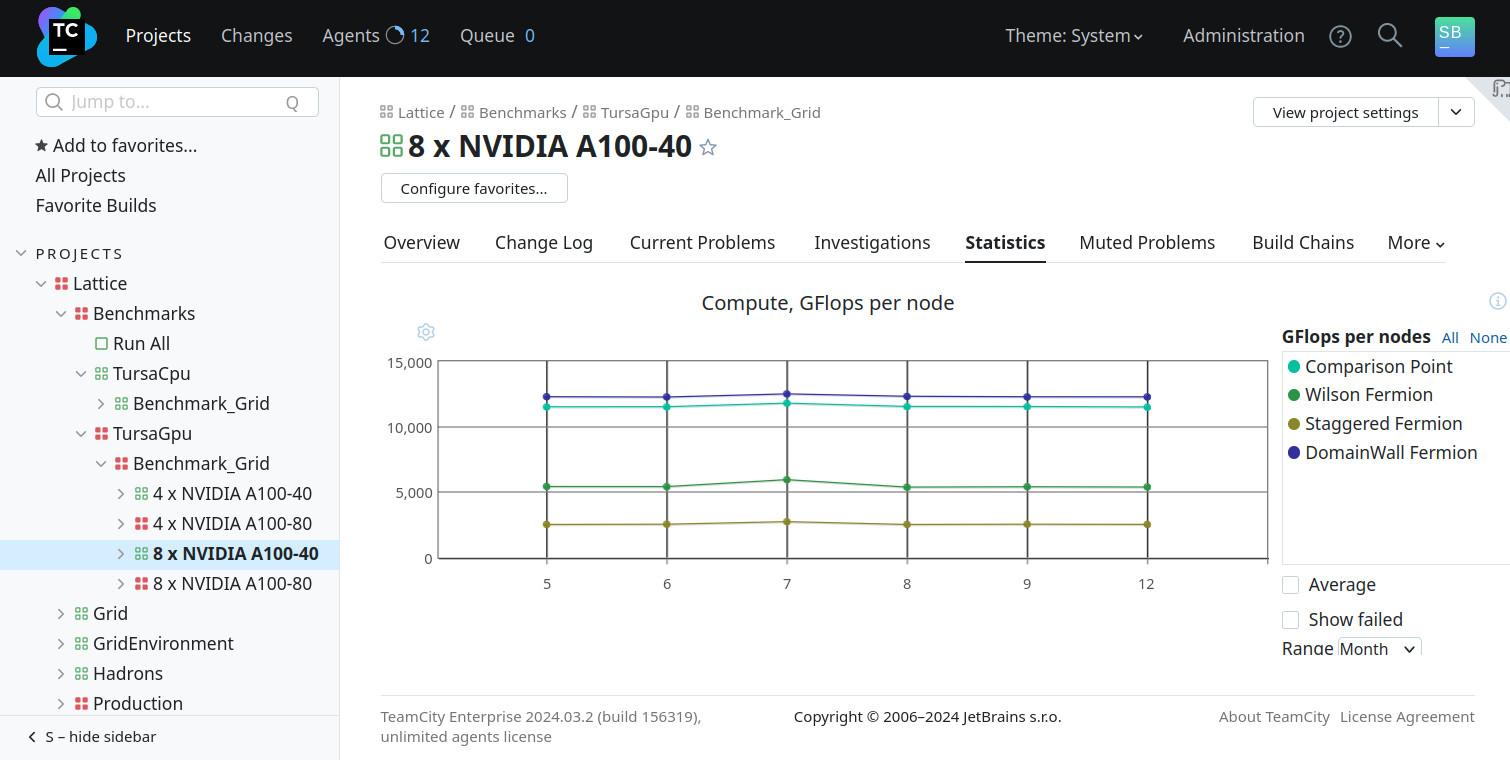 TC
Projects Changes Agents 12 Queue 0 Theme: System Administration ? SB
Jump to... Q
Add to favorites...
All Projects
Favorite Builds
PROJECTS
Lattice
Benchmarks
Run All
TursaCpu
Benchmark_Grid
TursaGpu
Benchmark_Grid
4 x NVIDIA A100-40
4 x NVIDIA A100-80
8 x NVIDIA A100-40
8 x NVIDIA A100-80
Grid
GridEnvironment
Hadrons
Production
S – hide sidebar
Lattice / Benchmarks / TursaGpu / Benchmark_Grid
View project settings
8 x NVIDIA A100-40
Configure favorites...
Overview Change Log Current Problems Investigations Statistics Muted Problems Build Chains More
Compute, GFlops per node
15,000
10,000
5,000
0
5 6 7 8 9 12
GFlops per nodes All None
Comparison Point
Wilson Fermion
Staggered Fermion
DomainWall Fermion
Average
Show failed
Range Month
TeamCity Enterprise 2024.03.2 (build 156319),
unlimited agents license
Copyright © 2006–2024 JetBrains s.r.o.
About TeamCity License Agreement